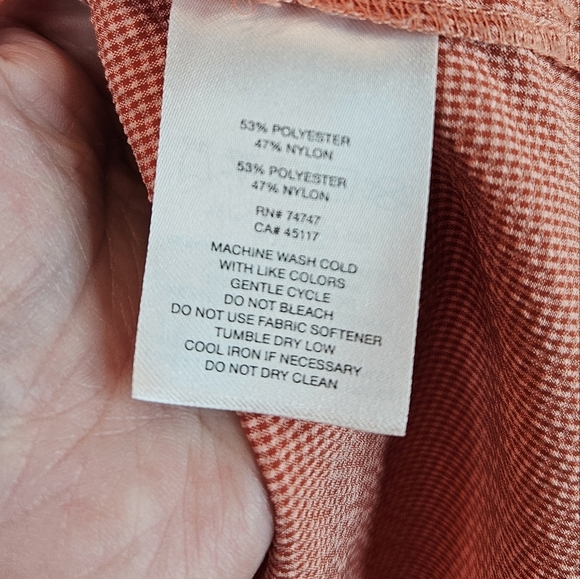 53% POLYESTER
47% NYLON
53% POLYESTER
47% NYLON
RN# 74747
CA# 45117
MACHINE WASH COLD
WITH LIKE COLORS
GENTLE CYCLE
DO NOT BLEACH
DO NOT USE FABRIC SOFTENER
TUMBLE DRY LOW
COOL IRON IF NECESSARY
DO NOT DRY CLEAN